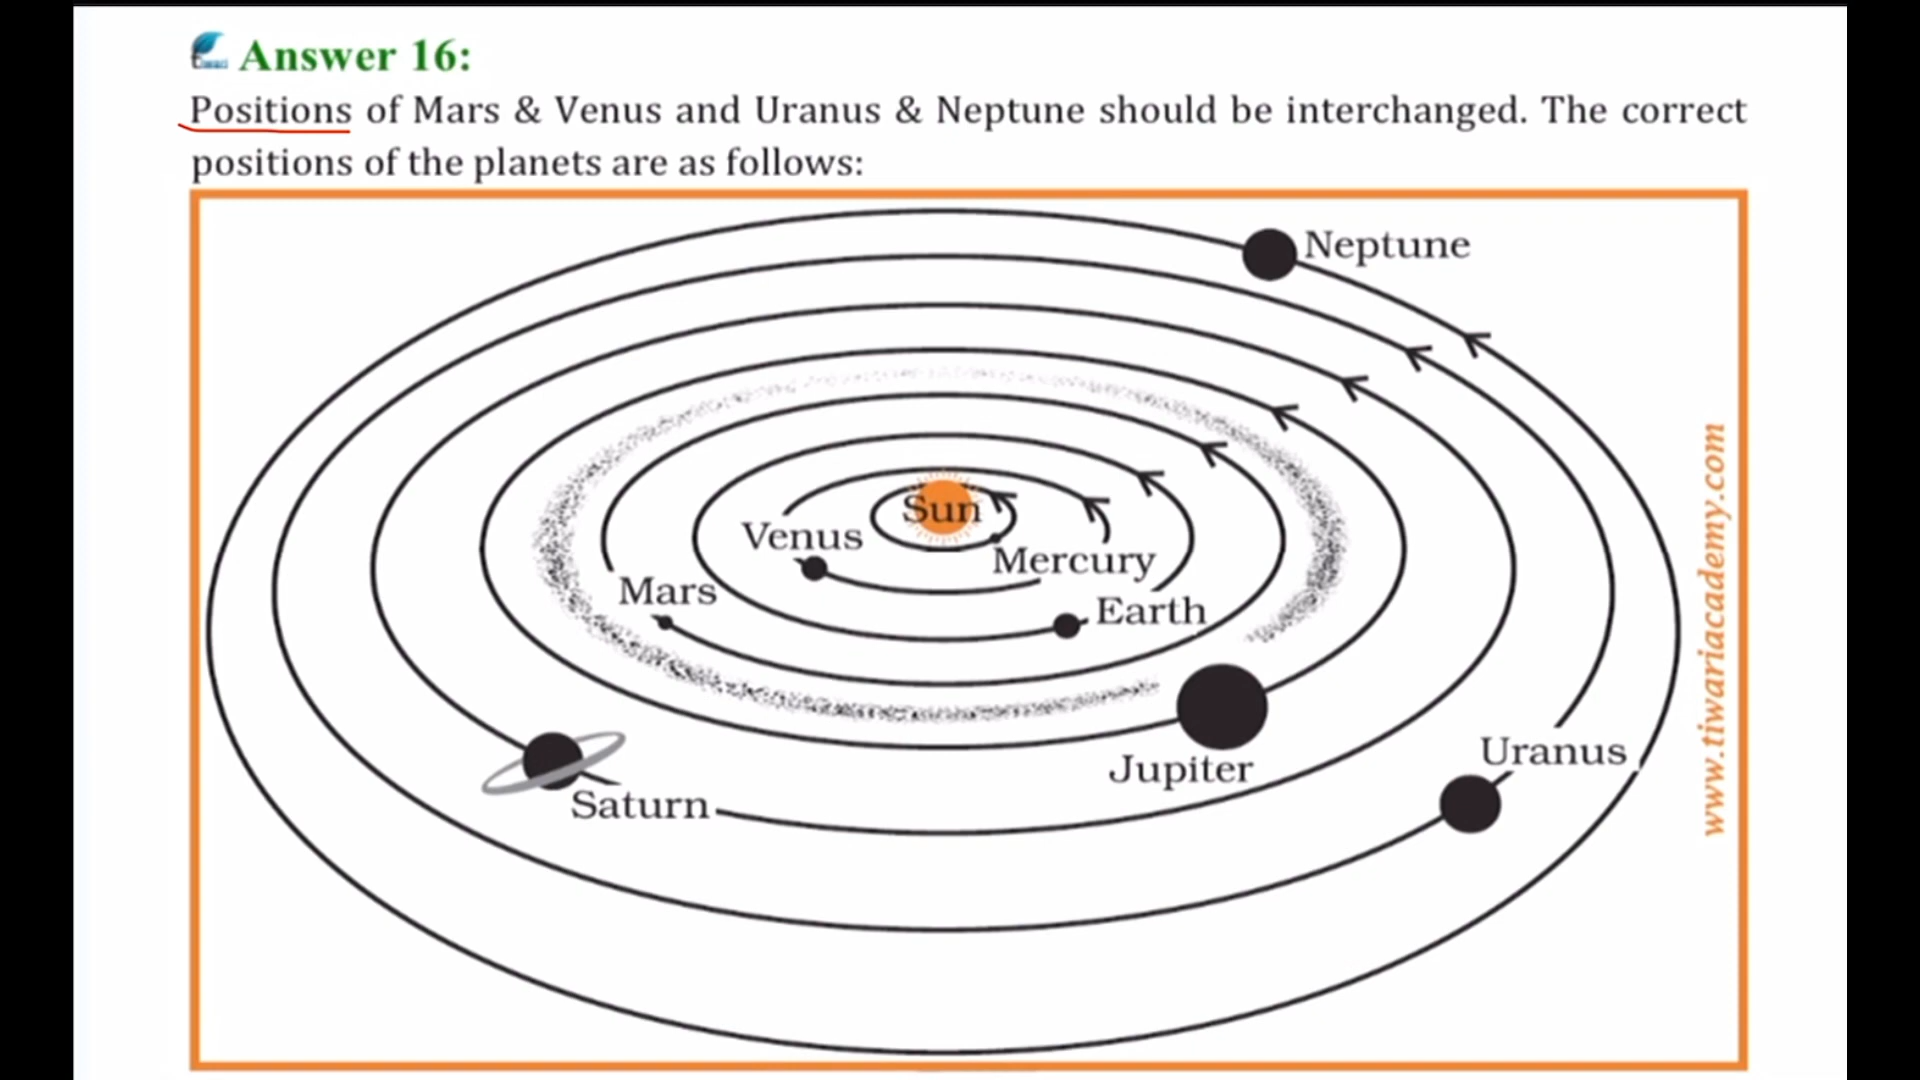 Answer 16:
Positions of Mars & Venus and Uranus & Neptune should be interchanged. The correct
positions of the planets are as follows:
Neptune
Sun
Venus
Mercury
Mars
Earth
Jupiter
Uranus
Saturn
www.tiwariacademy.com